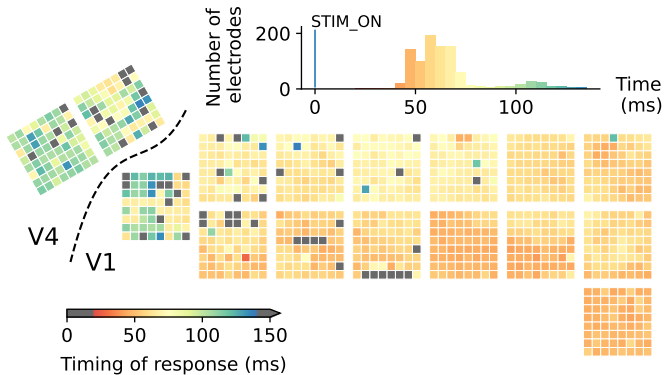 Number of
electrodes
STIM_ON
200
0
0
50
100
Time
(ms)
V4
V1
0
50
100
150
Timing of response (ms)